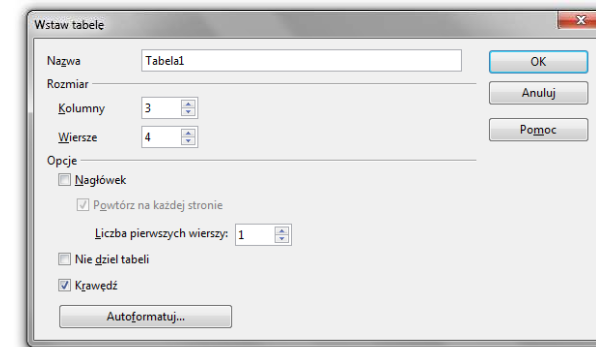 Wstaw tabelę
Nazwa Tabela1 OK
Rozmiar Anuluj
Kolumny 3
Wiersze 4 Pomoc
Opcje
Nagłówek
Powtórz na każdej stronie
Liczba pierwszych wierszy: 1
Nie dziel tabeli
Krawędź
Autoformatuj...